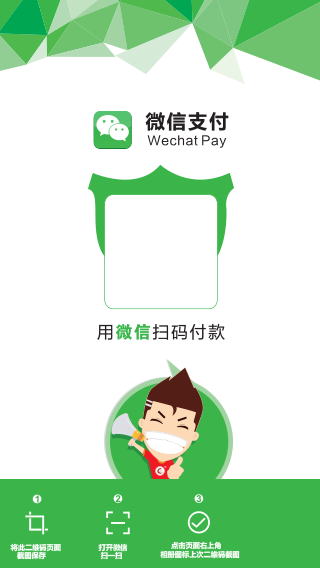 微信支付
Wechat Pay
用微信扫码付款
1
将此二维码页面
截图保存
2
打开微信
扫一扫
3
点击页面右上角
相册图标上次二维码截图